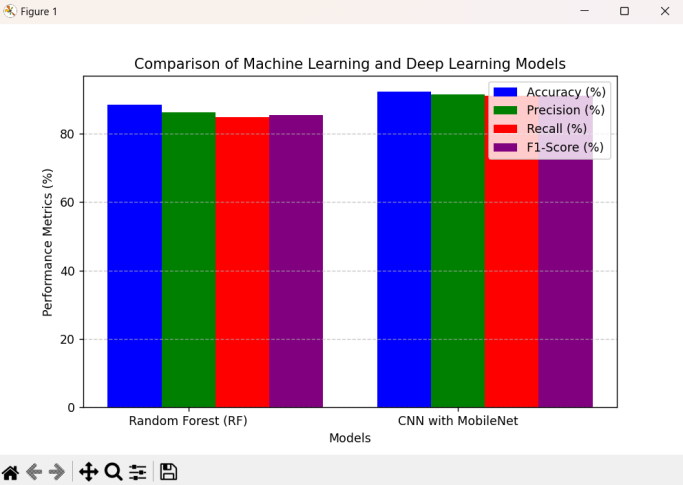 Figure 1
Comparison of Machine Learning and Deep Learning Models
Accuracy (%)
Precision (%)
Recall (%)
F1-Score (%)
Performance Metrics (%)
80
60
40
20
0
Random Forest (RF)
CNN with MobileNet
Models